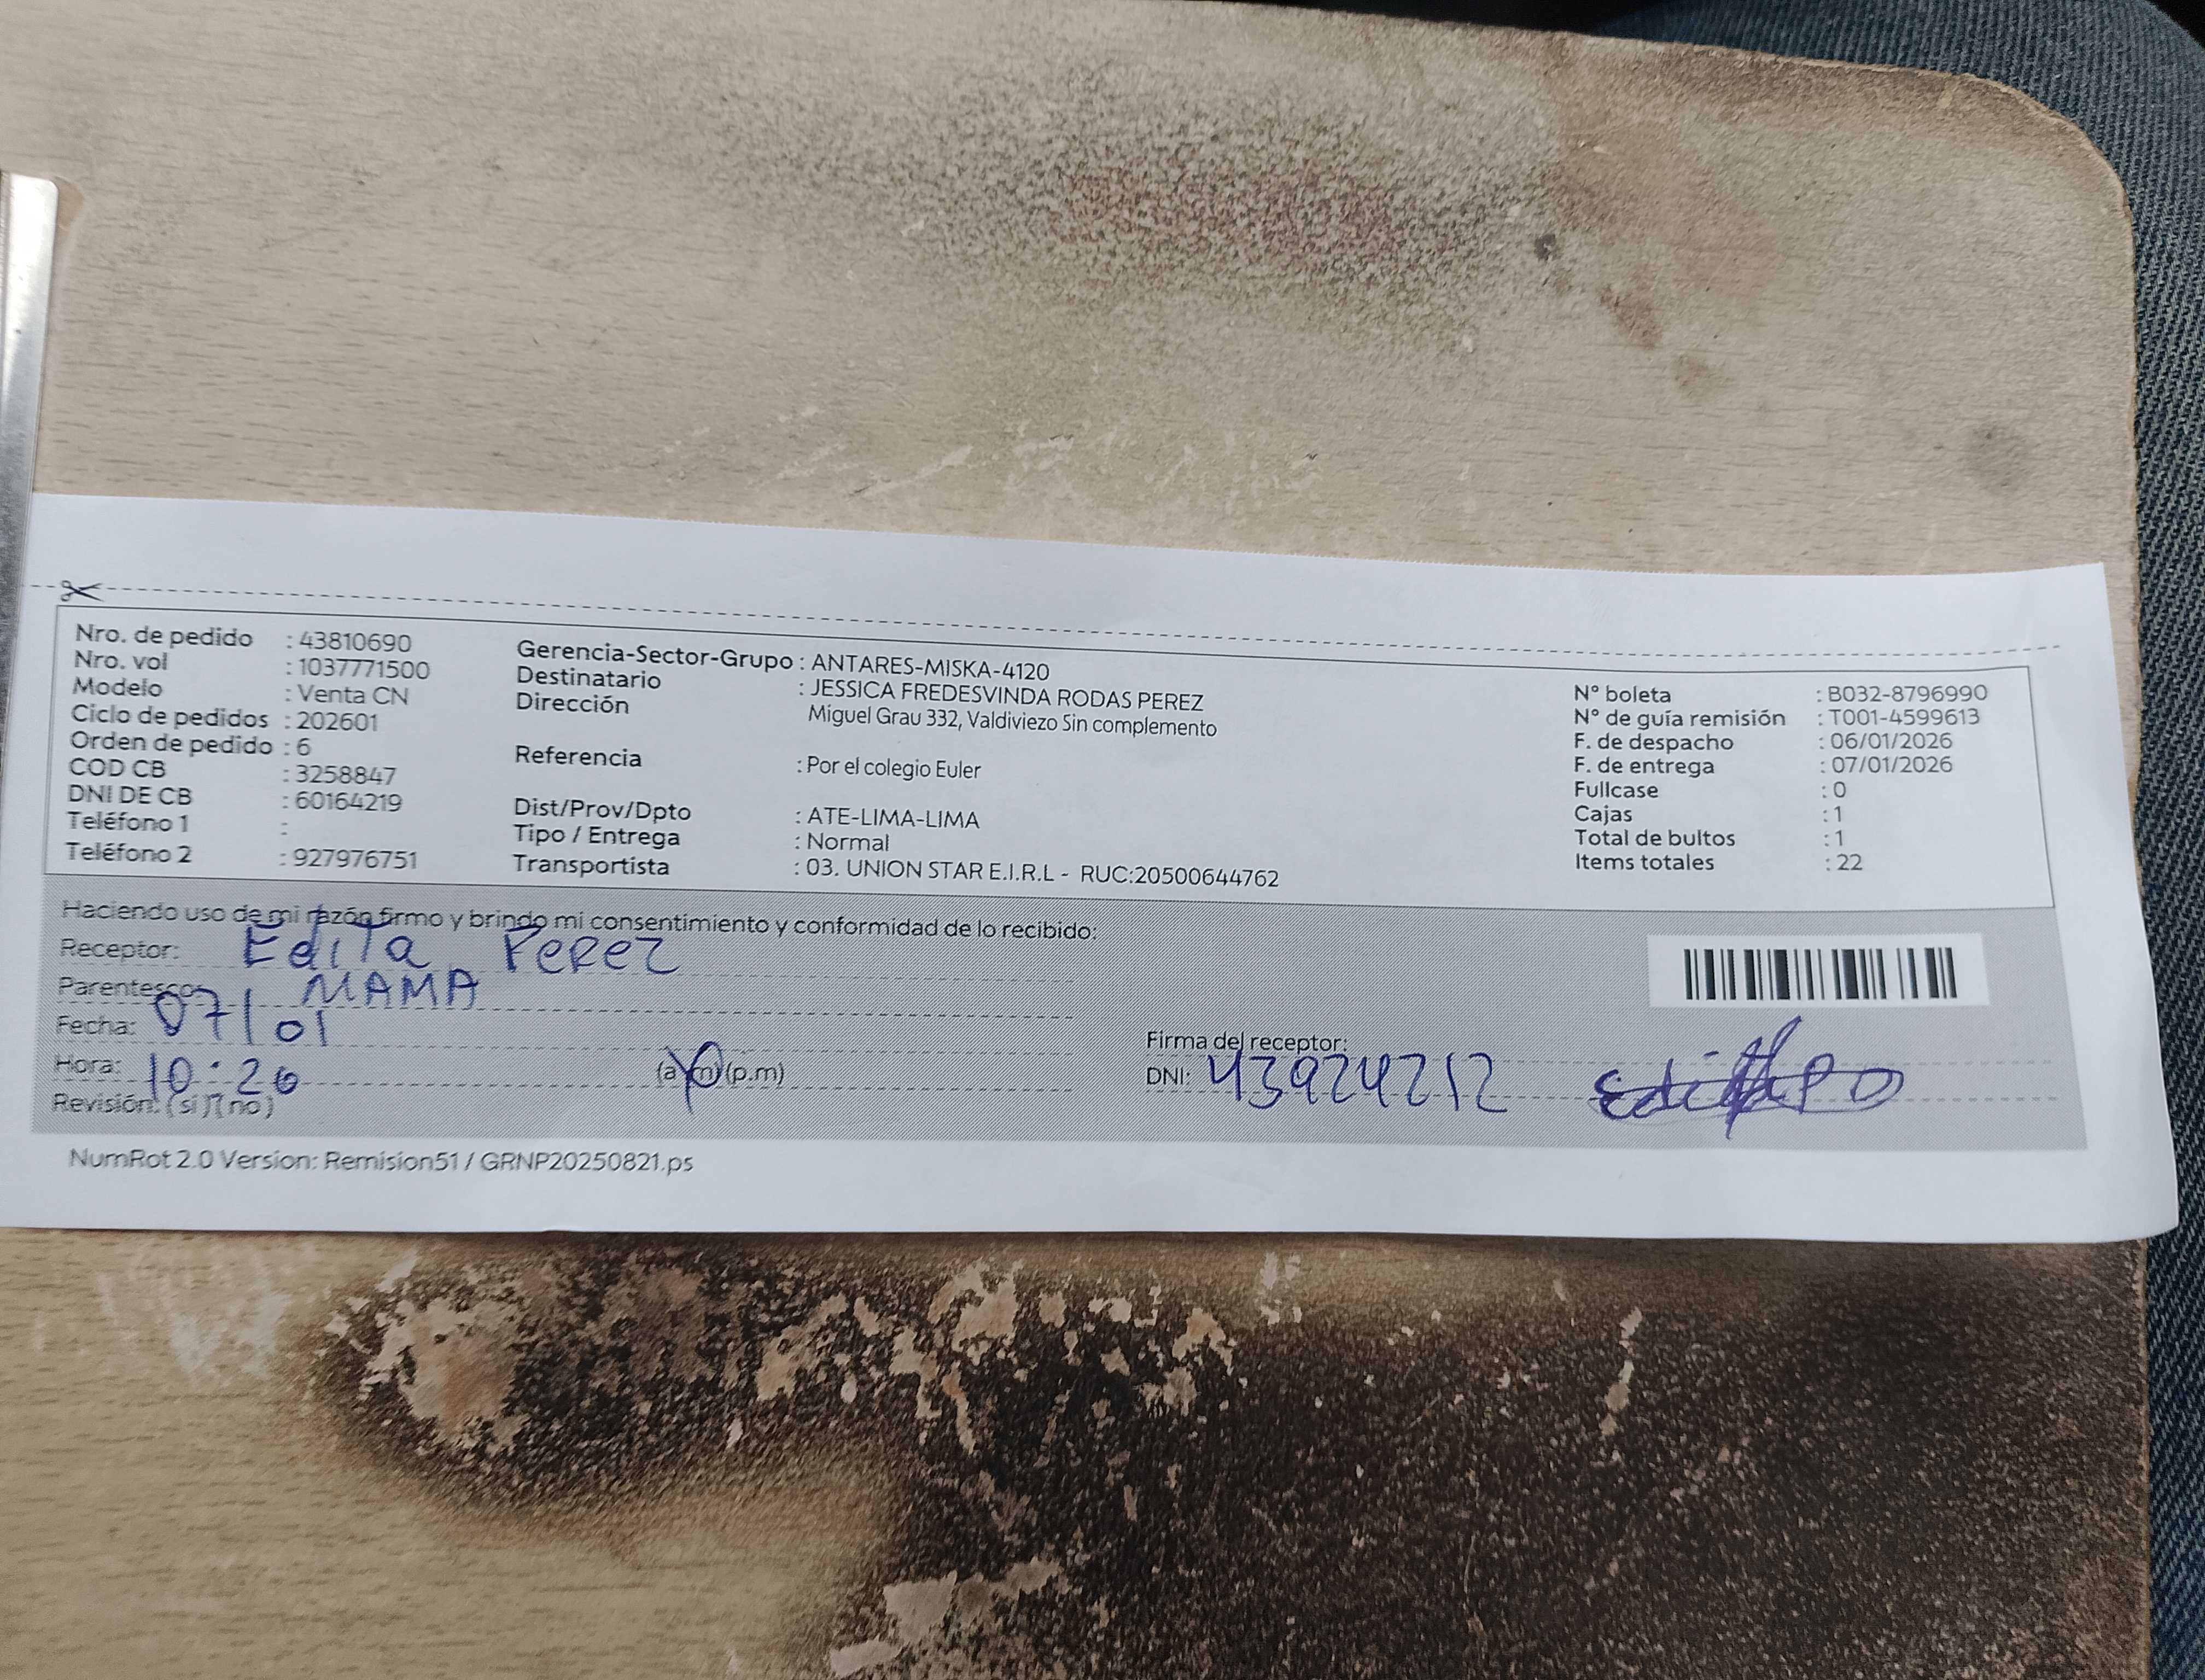 Nro. de pedido : 43810690
Nro. vol : 1037771500
Modelo : Venta CN
Ciclo de pedidos : 202601
Orden de pedido : 6
COD CB : 3258847
DNI DE CB : 60164219
Teléfono 1 :
Teléfono 2 : 927976751
Gerencia-Sector-Grupo : ANTARES-MISKA-4120
Destinatario : JESSICA FREDESVINDA RODAS PEREZ
Dirección Miguel Grau 332, Valdiviezo Sin complemento
Referencia : Por el colegio Euler
Dist/Prov/Dpto : ATE-LIMA-LIMA
Tipo / Entrega : Normal
Transportista : 03. UNION STAR E.I.R.L - RUC:20500644762
N° boleta : B032-8796990
N° de guía remisión : T001-4599613
F. de despacho : 06/01/2026
F. de entrega : 07/01/2026
Fullcase : 0
Cajas : 1
Total de bultos : 1
Items totales : 22
Haciendo uso de mi razón firmo y brindo mi consentimiento y conformidad de lo recibido:
Receptor: Edita Perez
Parentesco: MAMA
Fecha: 07/01
Hora: 10:20 (a.m) (p.m)
Revisión: (si) (no)
Firma del receptor:
DNI: 43924212
NumRot 2.0 Version: Remision51 / GRNP20250821.ps